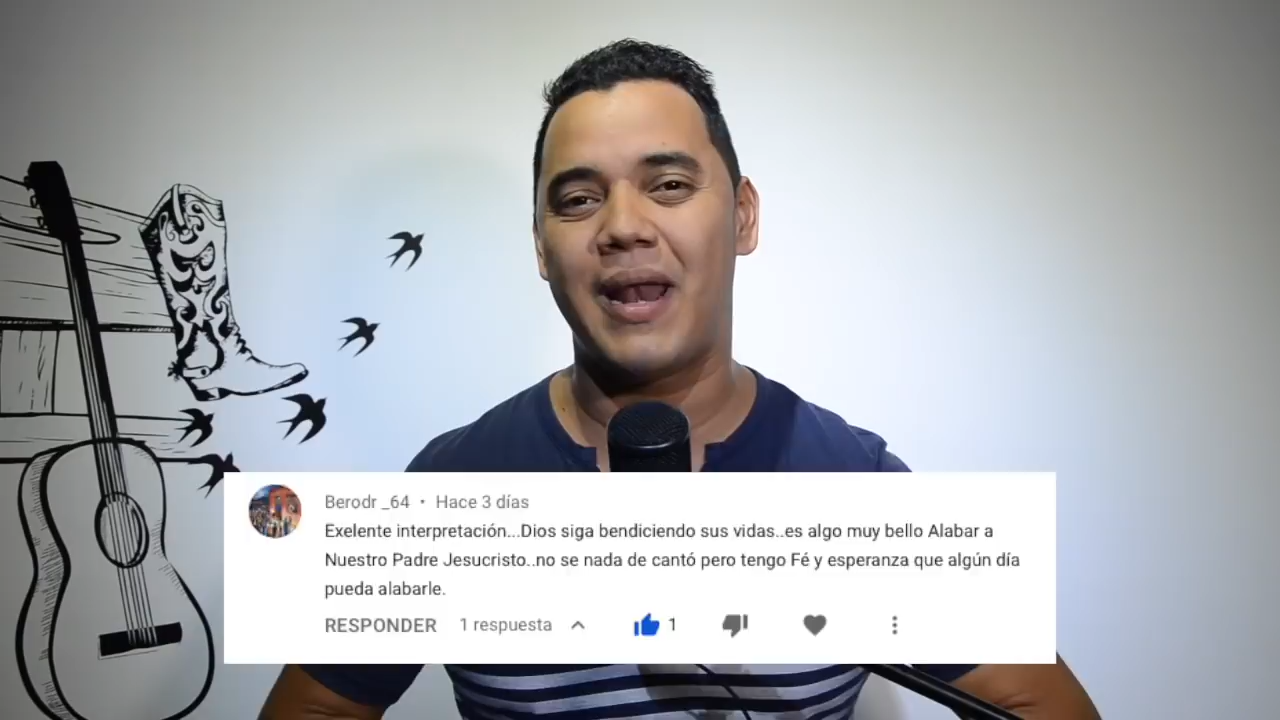 Berodr _64 • Hace 3 días
Exelente interpretación...Dios siga bendiciendo sus vidas..es algo muy bello Alabar a
Nuestro Padre Jesucristo..no se nada de cantó pero tengo Fé y esperanza que algún día
pueda alabarle.
RESPONDER 1 respuesta 1